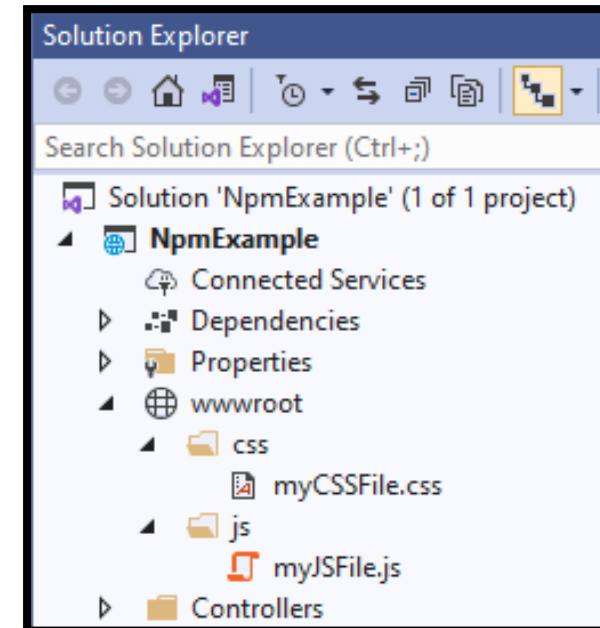 Solution Explorer
Search Solution Explorer (Ctrl+;)
Solution 'NpmExample' (1 of 1 project)
NpmExample
Connected Services
Dependencies
Properties
wwwroot
css
myCSSFile.css
js
myJSFile.js
Controllers